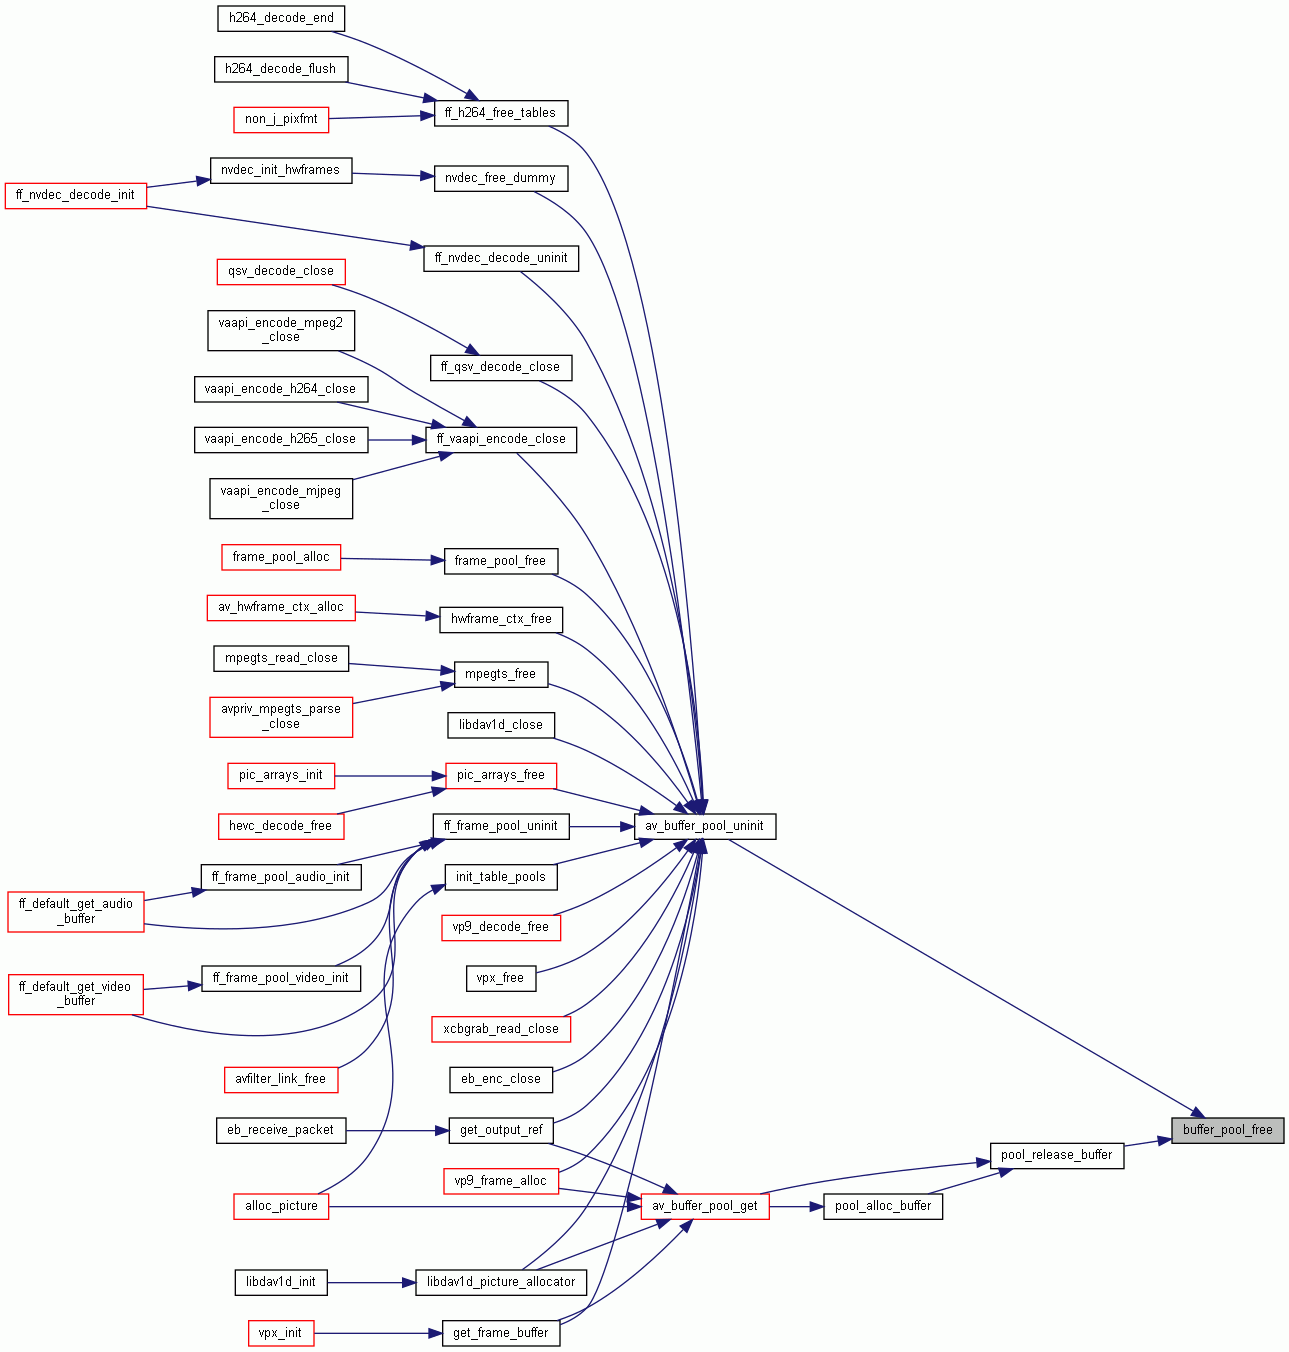 h264_decode_end
h264_decode_flush
ff_h264_free_tables
non_j_pixfmt
nvdec_init_hwframes
nvdec_free_dummy
ff_nvdec_decode_init
ff_nvdec_decode_uninit
qsv_decode_close
vaapi_encode_mpeg2
_close
ff_qsv_decode_close
vaapi_encode_h264_close
vaapi_encode_h265_close
ff_vaapi_encode_close
vaapi_encode_mjpeg
_close
frame_pool_alloc
frame_pool_free
av_hwframe_ctx_alloc
hwframe_ctx_free
mpegts_read_close
mpegts_free
avpriv_mpegts_parse
_close
libdav1d_close
pic_arrays_init
pic_arrays_free
hevc_decode_free
ff_frame_pool_uninit
av_buffer_pool_uninit
ff_frame_pool_audio_init
init_table_pools
ff_default_get_audio
_buffer
vp9_decode_free
ff_frame_pool_video_init
vpx_free
ff_default_get_video
_buffer
xcbgrab_read_close
avfilter_link_free
eb_enc_close
eb_receive_packet
get_output_ref
buffer_pool_free
pool_release_buffer
vp9_frame_alloc
alloc_picture
av_buffer_pool_get
pool_alloc_buffer
libdav1d_init
libdav1d_picture_allocator
vpx_init
get_frame_buffer